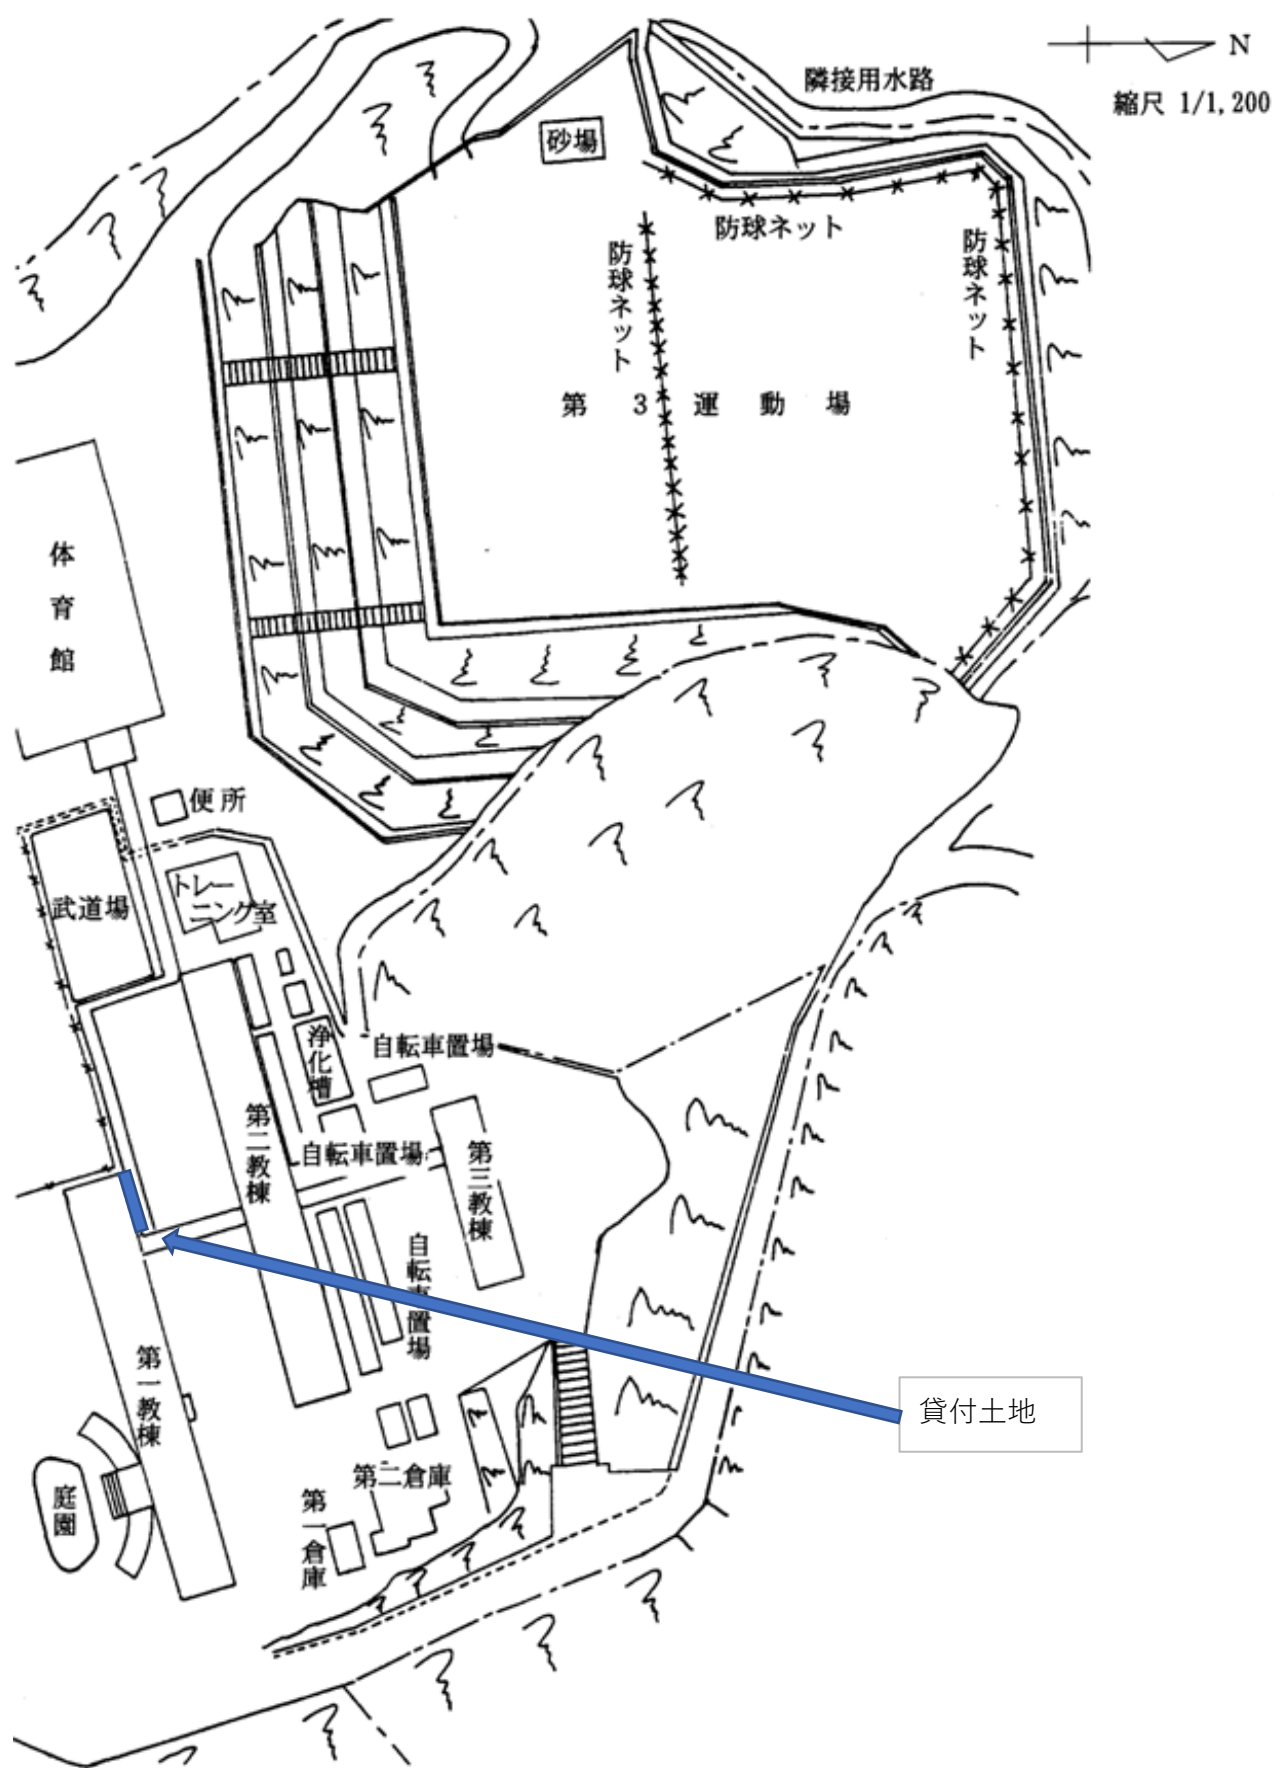 N
隣接用水路
縮尺 1/1,200
砂場
防球ネット
防球ネット
防球ネット
第3運動場
体育館
便所
トレー
ニング室
武道場
浄化槽
自転車置場
第二教棟
自転車置場
第三教棟
自転車置場
第一教棟
貸付土地
第二倉庫
庭園
第一倉庫